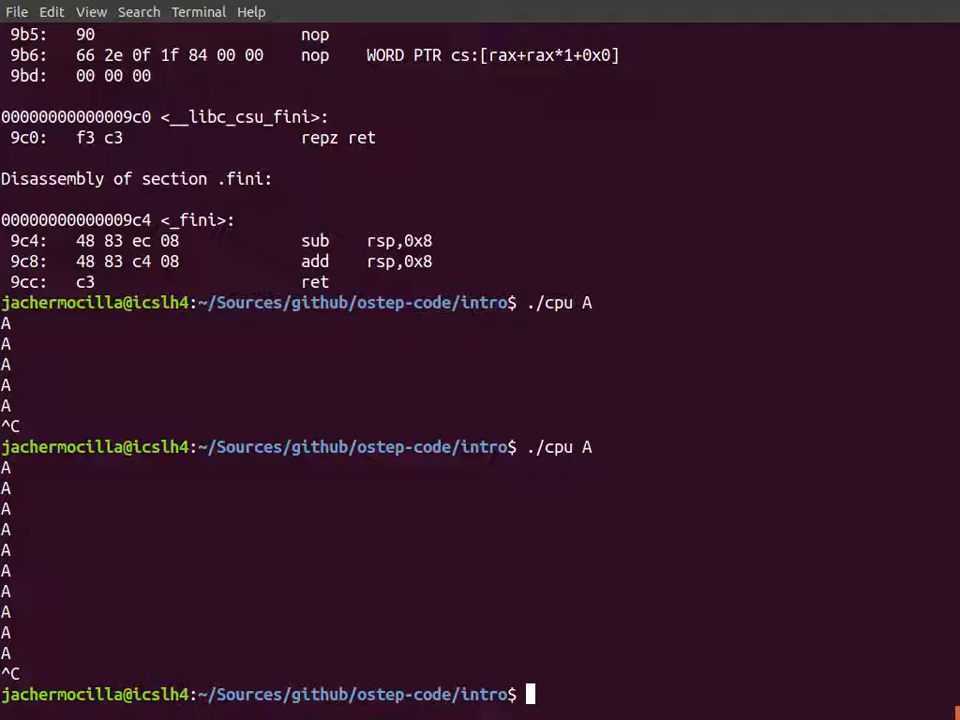 File Edit View Search Terminal Help
9b5: 90 nop
9b6: 66 2e 0f 1f 84 00 00 nop WORD PTR cs:[rax+rax*1+0x0]
9bd: 00 00 00
00000000000009c0 <__libc_csu_fini>:
9c0: f3 c3 repz ret
Disassembly of section .fini:
00000000000009c4 <_fini>:
9c4: 48 83 ec 08 sub rsp,0x8
9c8: 48 83 c4 08 add rsp,0x8
9cc: c3 ret
jachermocilla@icslh4:~/Sources/github/ostep-code/intro$ ./cpu A
A
A
A
A
A
^C
jachermocilla@icslh4:~/Sources/github/ostep-code/intro$ ./cpu A
A
A
A
A
A
A
A
A
A
A
^C
jachermocilla@icslh4:~/Sources/github/ostep-code/intro$